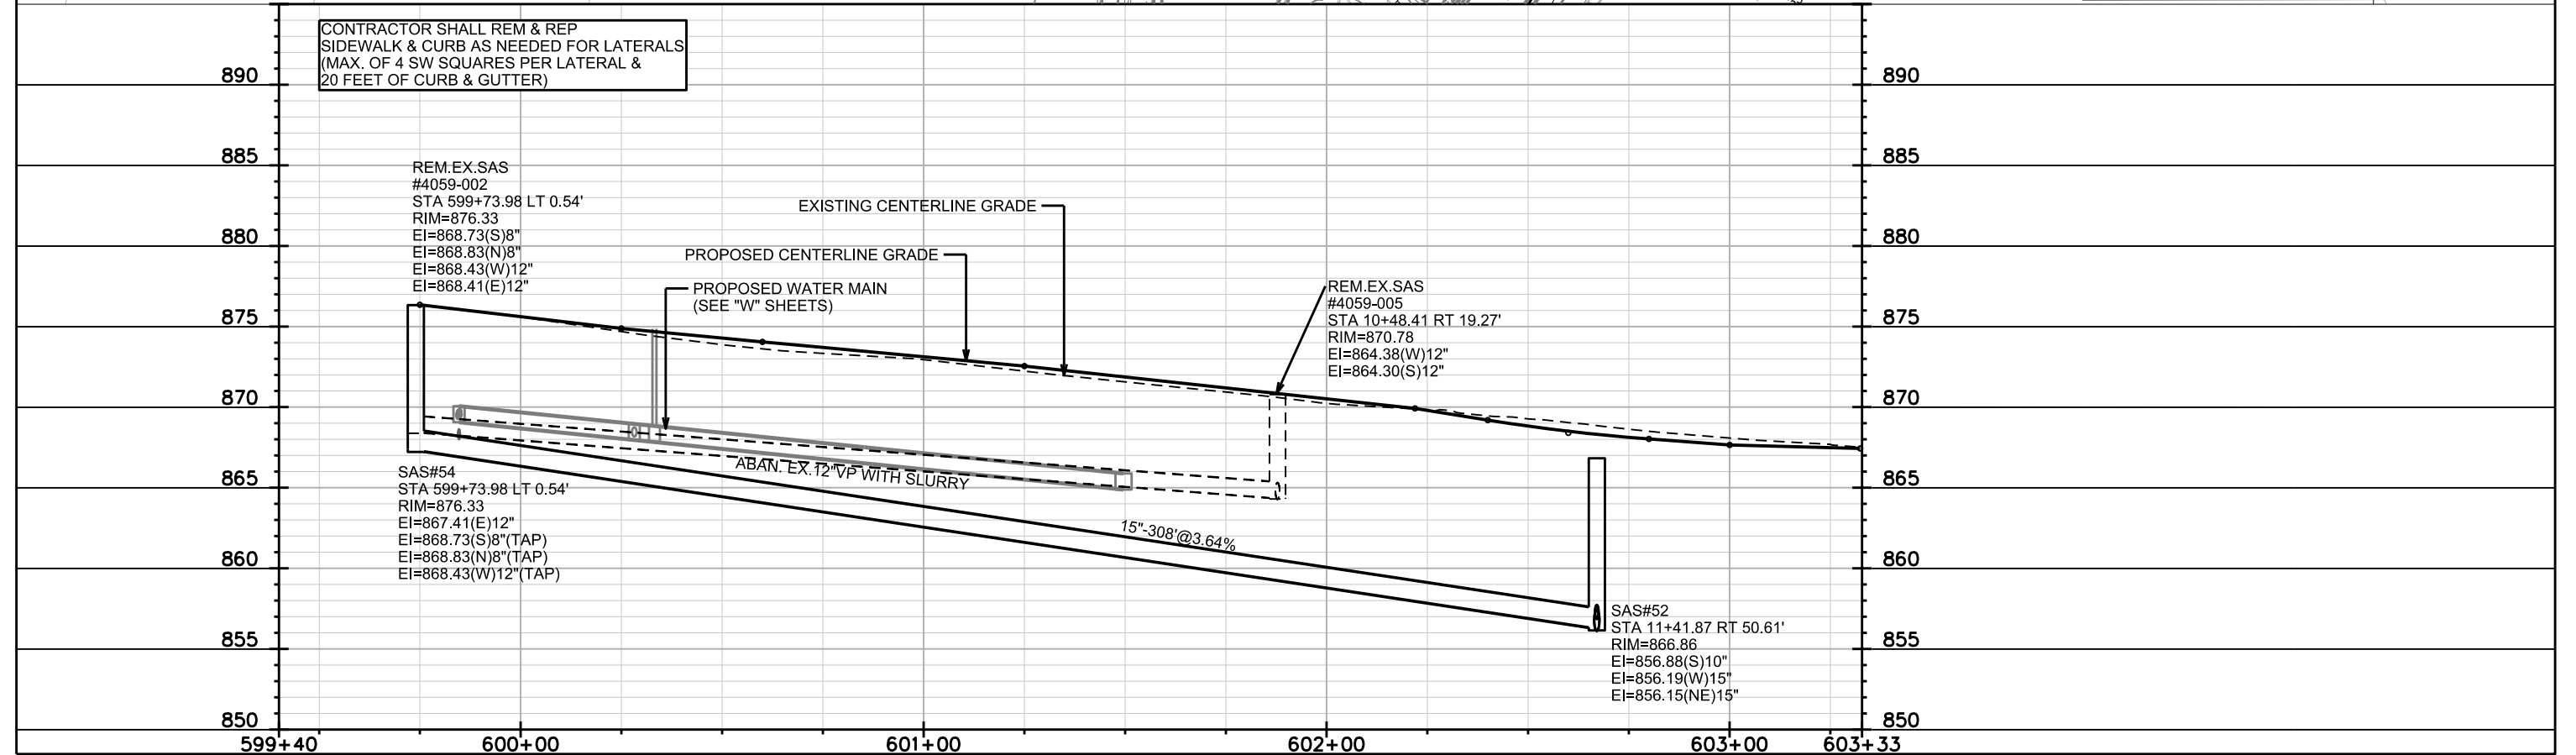 CONTRACTOR SHALL REM & REP
SIDEWALK & CURB AS NEEDED FOR LATERALS
(MAX. OF 4 SW SQUARES PER LATERAL &
20 FEET OF CURB & GUTTER)
890
885
880
875
870
865
860
855
850
REM.EX.SAS
#4059-002
STA 599+73.98 LT 0.54'
RIM=876.33
EI=868.73(S)8"
EI=868.83(N)8"
EI=868.43(W)12"
EI=868.41(E)12"
EXISTING CENTERLINE GRADE
PROPOSED CENTERLINE GRADE
PROPOSED WATER MAIN
(SEE "W" SHEETS)
REM.EX.SAS
#4059-005
STA 10+48.41 RT 19.27'
RIM=870.78
EI=864.38(W)12"
EI=864.30(S)12"
ABAN. EX.12"VP WITH SLURRY
SAS#54
STA 599+73.98 LT 0.54'
RIM=876.33
EI=867.41(E)12"
EI=868.73(S)8"(TAP)
EI=868.83(N)8"(TAP)
EI=868.43(W)12"(TAP)
15"-308'@3.64%
SAS#52
STA 11+41.87 RT 50.61'
RIM=866.86
EI=856.88(S)10"
EI=856.19(W)15"
EI=856.15(NE)15"
890
885
880
875
870
865
860
855
850
599+40 600+00 601+00 602+00 603+00 603+33